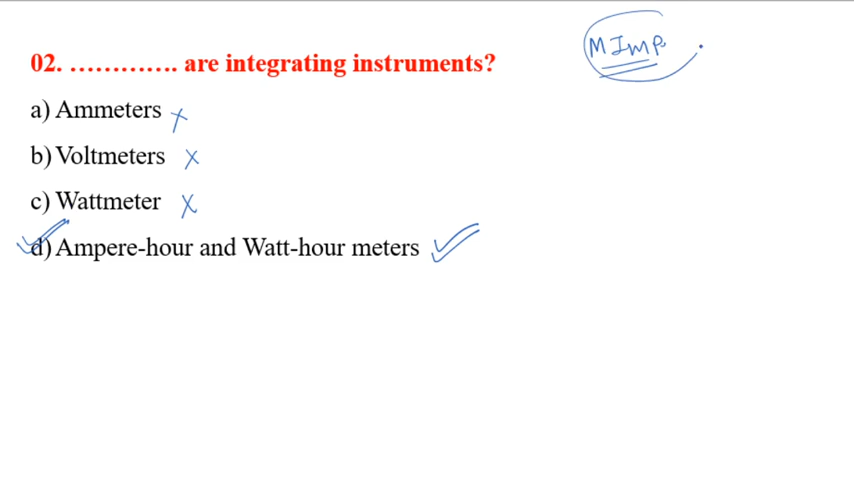 MImp.
02. …………. are integrating instruments?
a) Ammeters x
b) Voltmeters x
c) Wattmeter x
d) Ampere-hour and Watt-hour meters